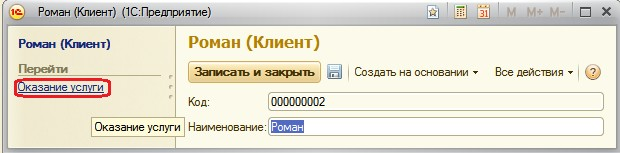 Роман (Клиент) (1С:Предприятие)
M M+ M-
Роман (Клиент)
Перейти
Оказание услуги
Оказание услуги
Роман (Клиент)
Записать и закрыть Создать на основании Все действия ?
Код: 000000002
Наименование: Роман